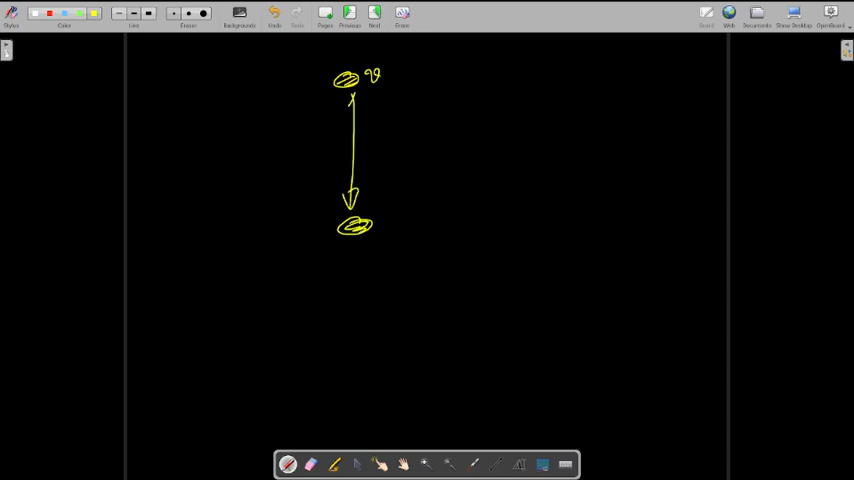 Stylus Color Line Eraser Backgrounds Undo Redo Pages Previous Next Erase Board Web Documents Show Desktop OpenBoard